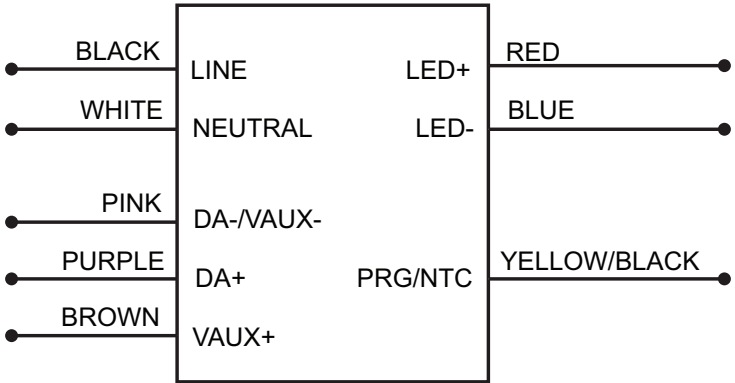 BLACK LINE LED+ RED
WHITE NEUTRAL LED- BLUE
PINK DA-/VAUX-
PURPLE DA+ PRG/NTC YELLOW/BLACK
BROWN VAUX+